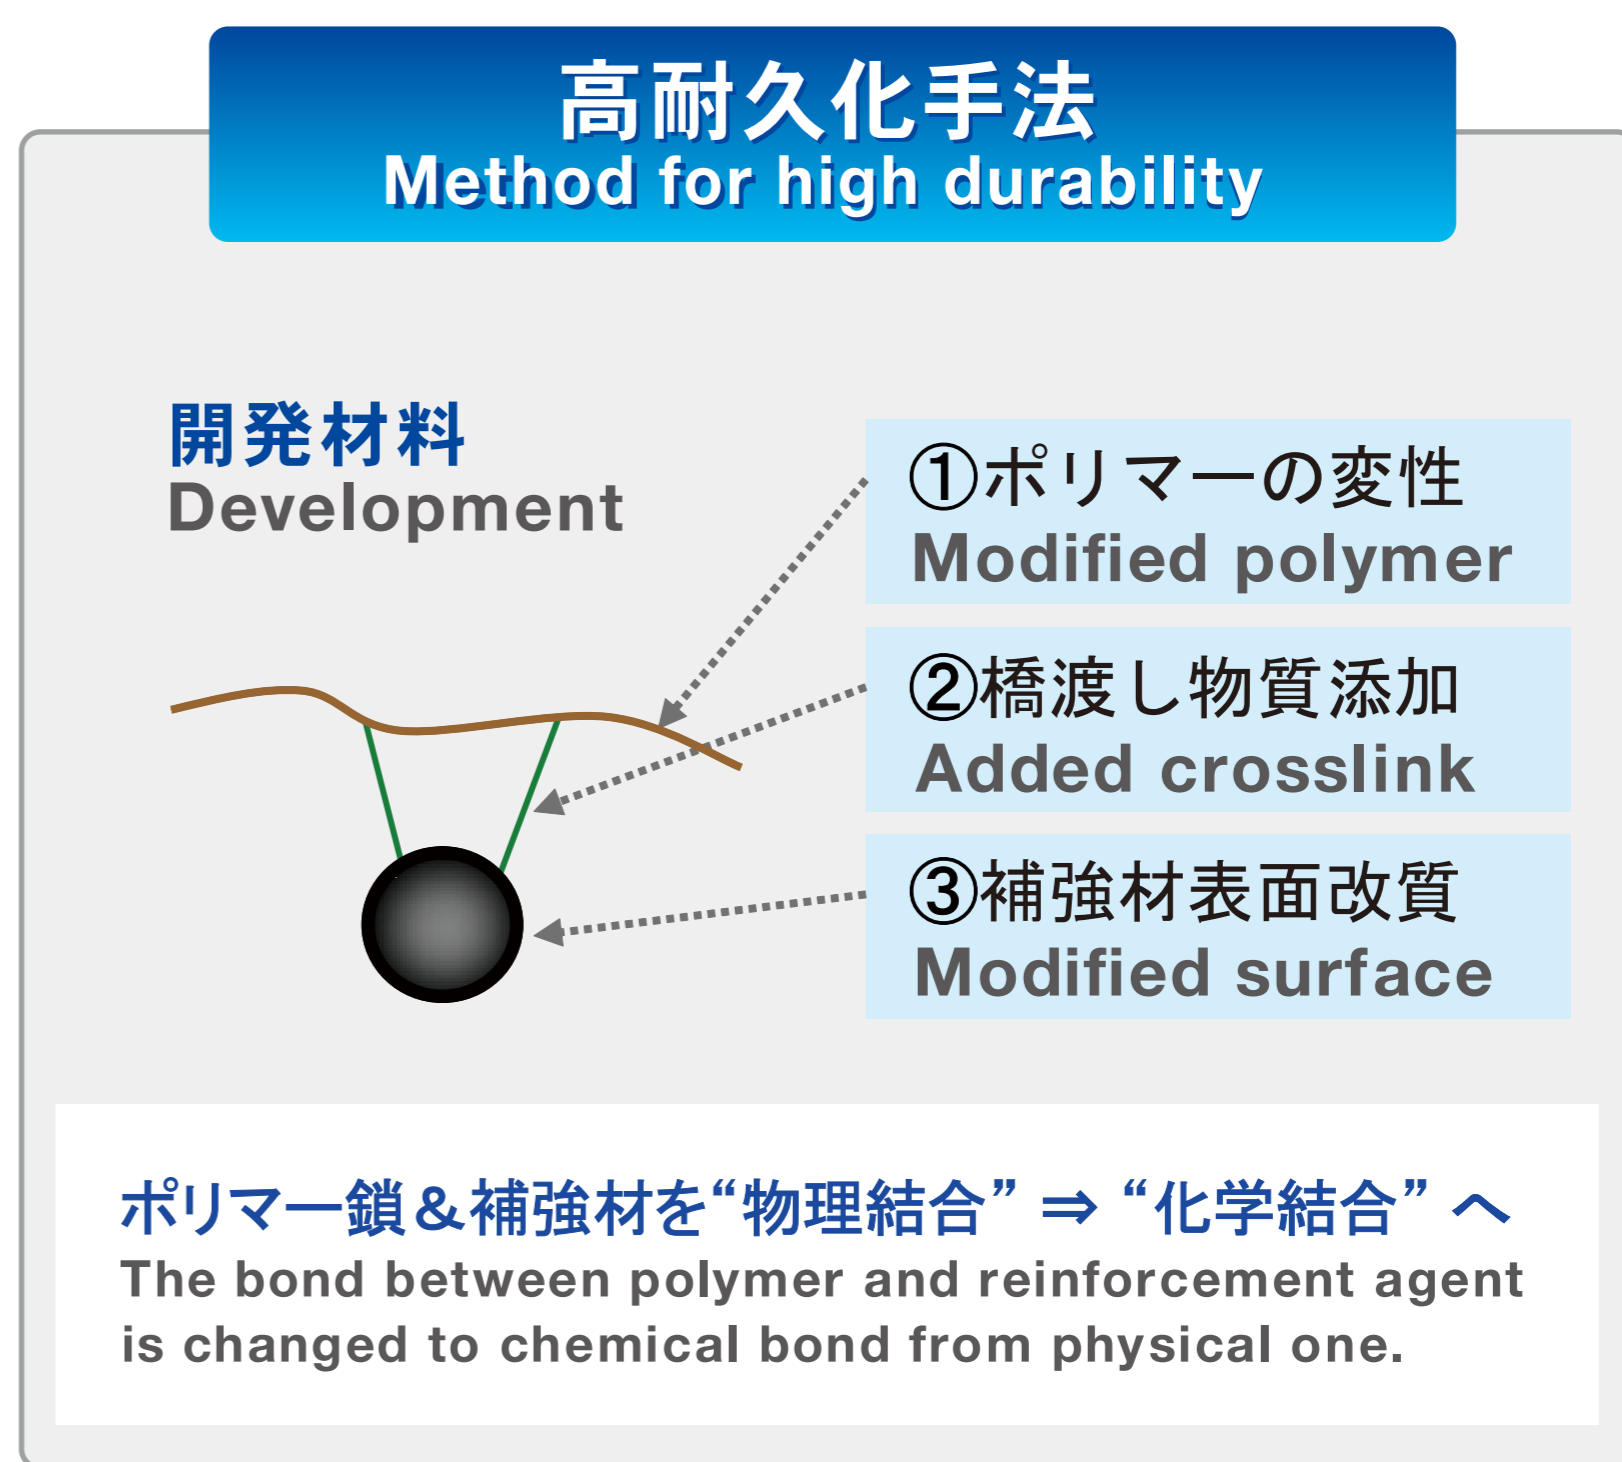 高耐久化手法
Method for high durability
開発材料
Development
①ポリマーの変性
Modified polymer
②橋渡し物質添加
Added crosslink
③補強材表面改質
Modified surface
ポリマー鎖＆補強材を“物理結合” ⇒ “化学結合” へ
The bond between polymer and reinforcement agent
is changed to chemical bond from physical one.